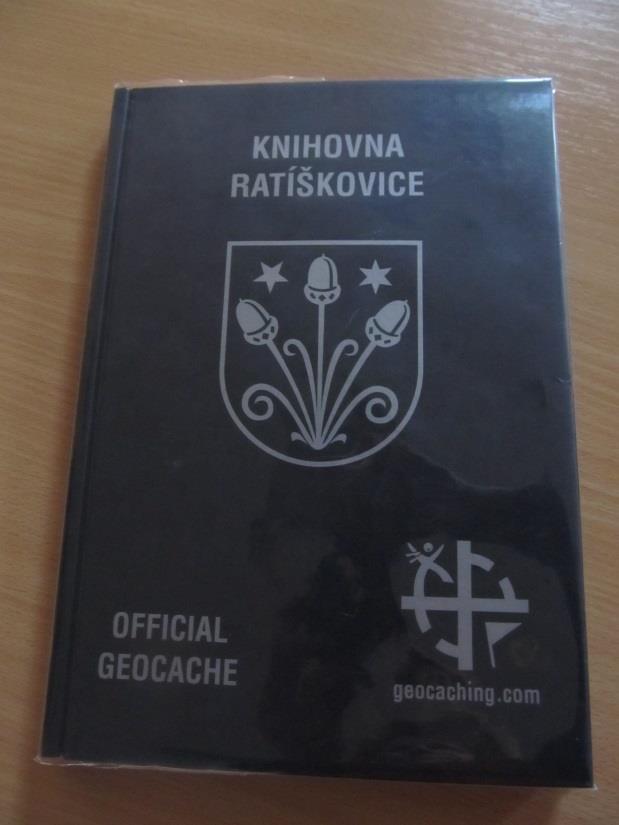 KNIHOVNA
RATÍŠKOVICE
OFFICIAL
GEOCACHE
geocaching.com